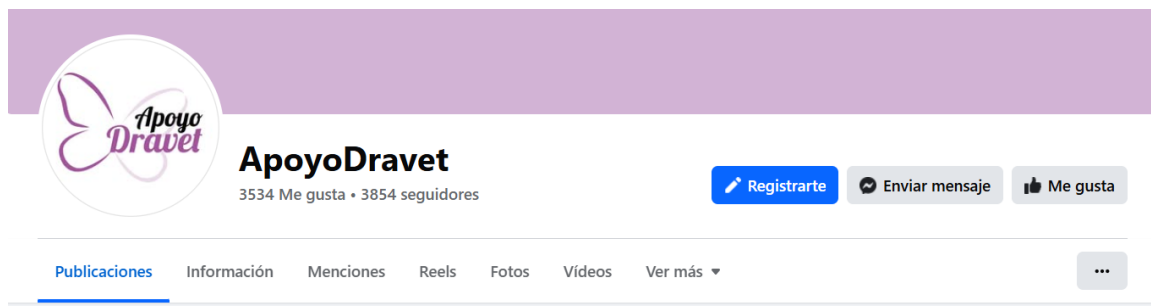 Apoyo
Dravet
ApoyoDravet
3534 Me gusta • 3854 seguidores
Registrarte
Enviar mensaje
Me gusta
Publicaciones
Información
Menciones
Reels
Fotos
Vídeos
Ver más